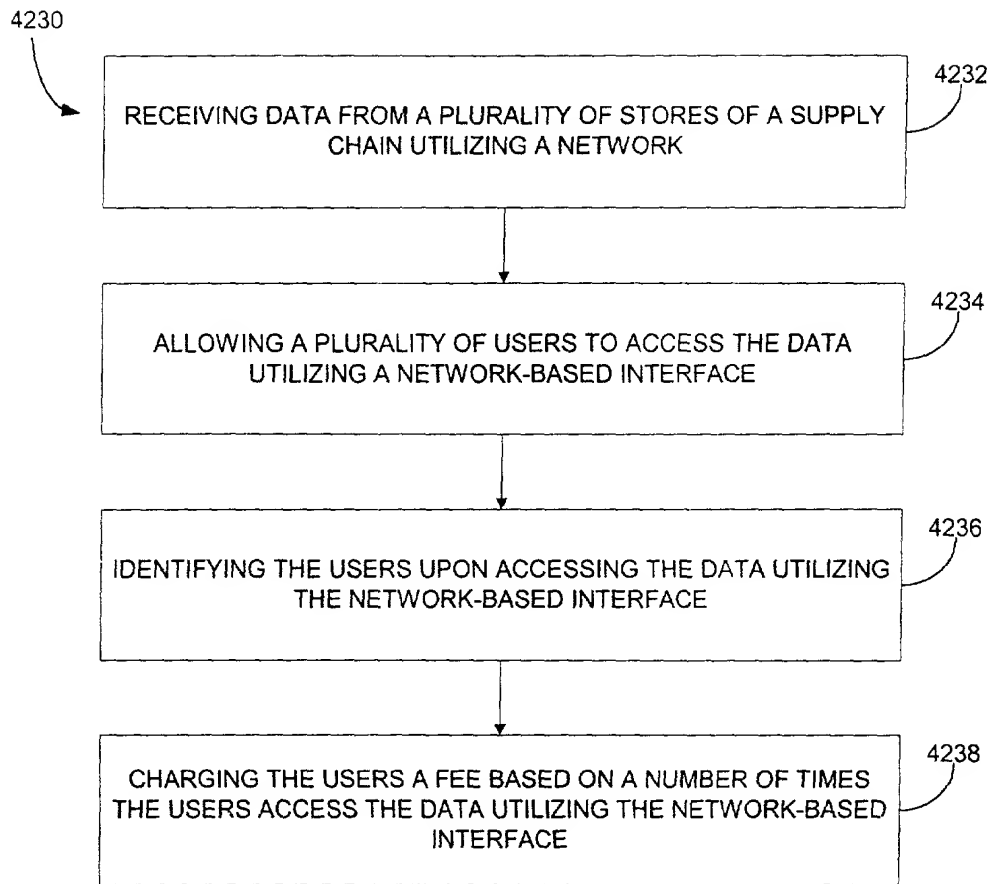 4230
4232
RECEIVING DATA FROM A PLURALITY OF STORES OF A SUPPLY
CHAIN UTILIZING A NETWORK
4234
ALLOWING A PLURALITY OF USERS TO ACCESS THE DATA
UTILIZING A NETWORK-BASED INTERFACE
4236
IDENTIFYING THE USERS UPON ACCESSING THE DATA UTILIZING
THE NETWORK-BASED INTERFACE
4238
CHARGING THE USERS A FEE BASED ON A NUMBER OF TIMES
THE USERS ACCESS THE DATA UTILIZING THE NETWORK-BASED
INTERFACE